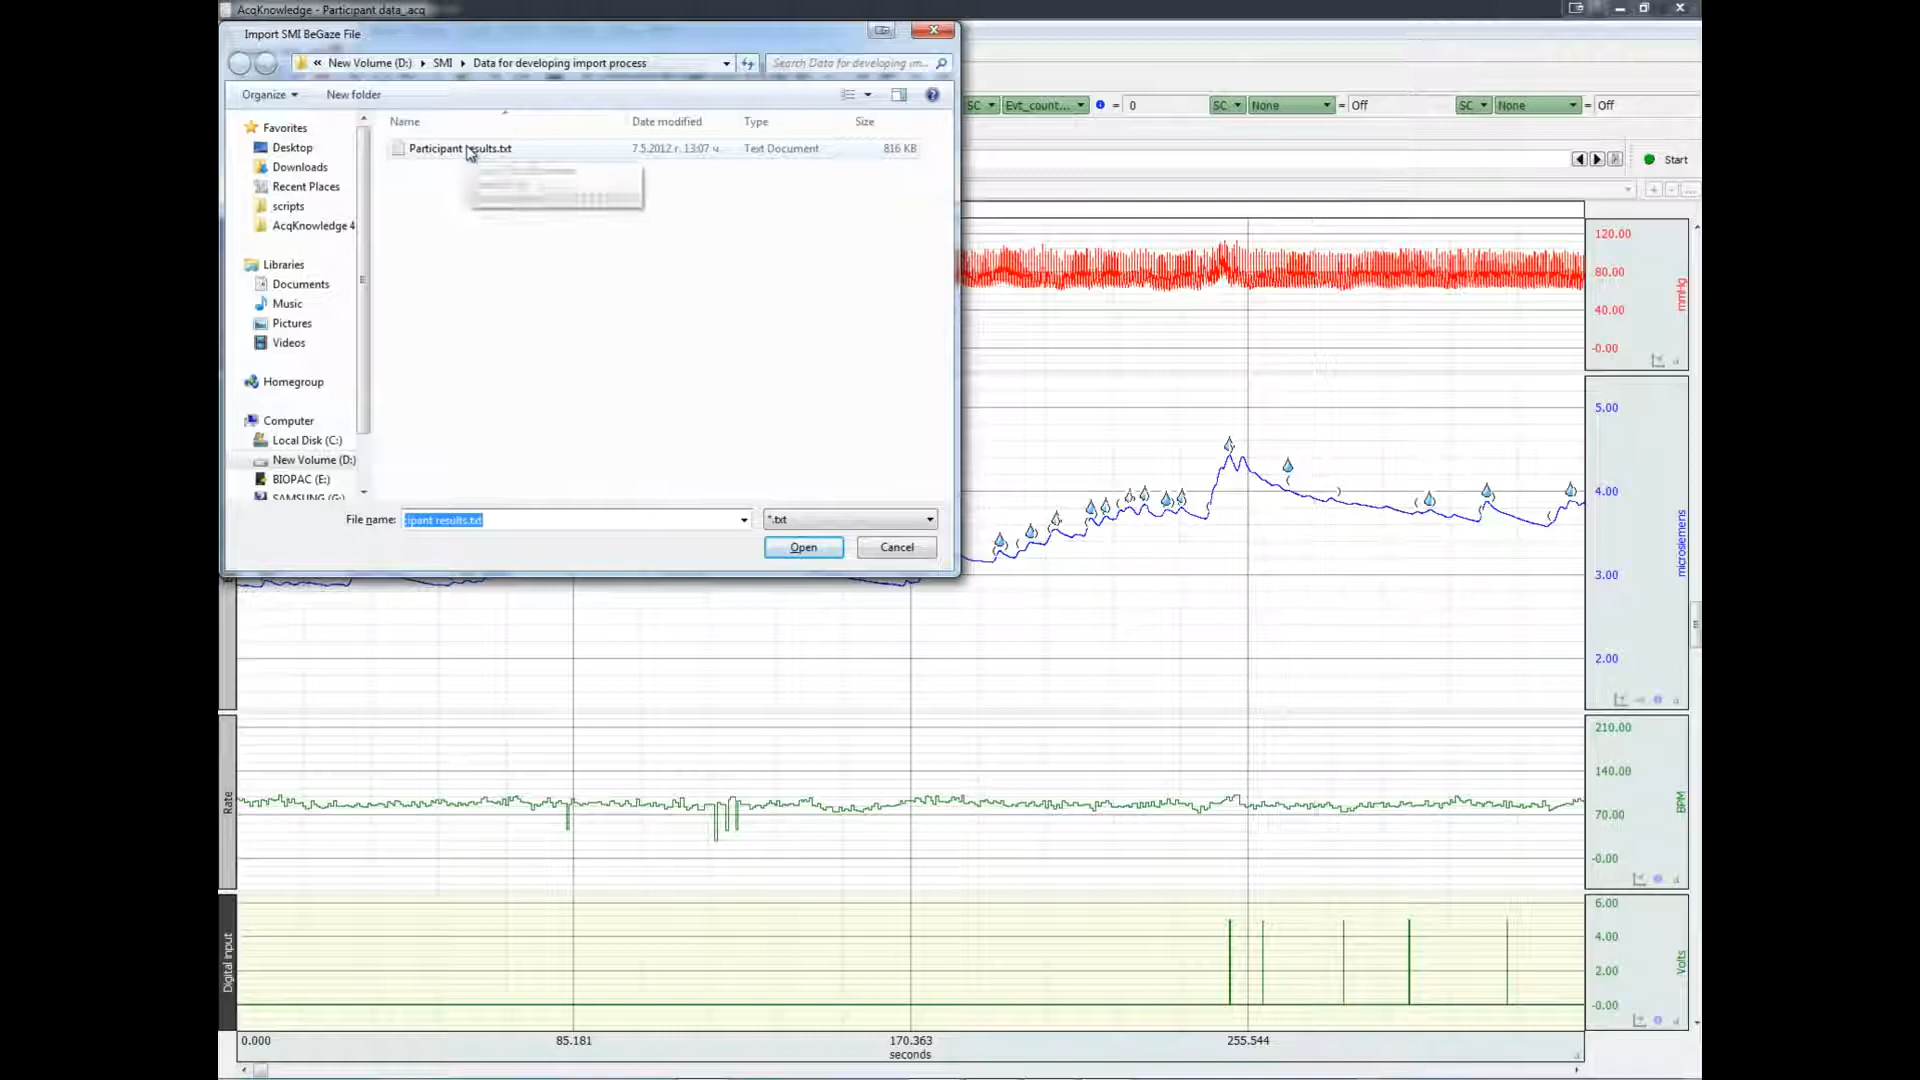 AcqKnowledge - Participant data_.acq
Import SMI BeGaze File
« New Volume (D:) ▸ SMI ▸ Data for developing import process
Search Data for developing im...
Organize
New folder
Favorites
Desktop
Downloads
Recent Places
scripts
AcqKnowledge 4
Libraries
Documents
Music
Pictures
Videos
Homegroup
Computer
Local Disk (C:)
New Volume (D:)
BIOPAC (E:)
SAMSUNG (G:)
Name Date modified Type Size
Participant results.txt 7.5.2012 г. 13:07 ч. Text Document 816 KB
File name: cipant results.txt
*.txt
Open Cancel
SC Evt_count... = 0 SC None = Off SC None = Off
Start
120.00
80.00
40.00
-0.00
mmHg
5.00
4.00
3.00
2.00
microsiemens
Rate
210.00
140.00
70.00
-0.00
BPM
Digital input
6.00
4.00
2.00
-0.00
Volts
0.000 85.181 170.363 255.544
seconds